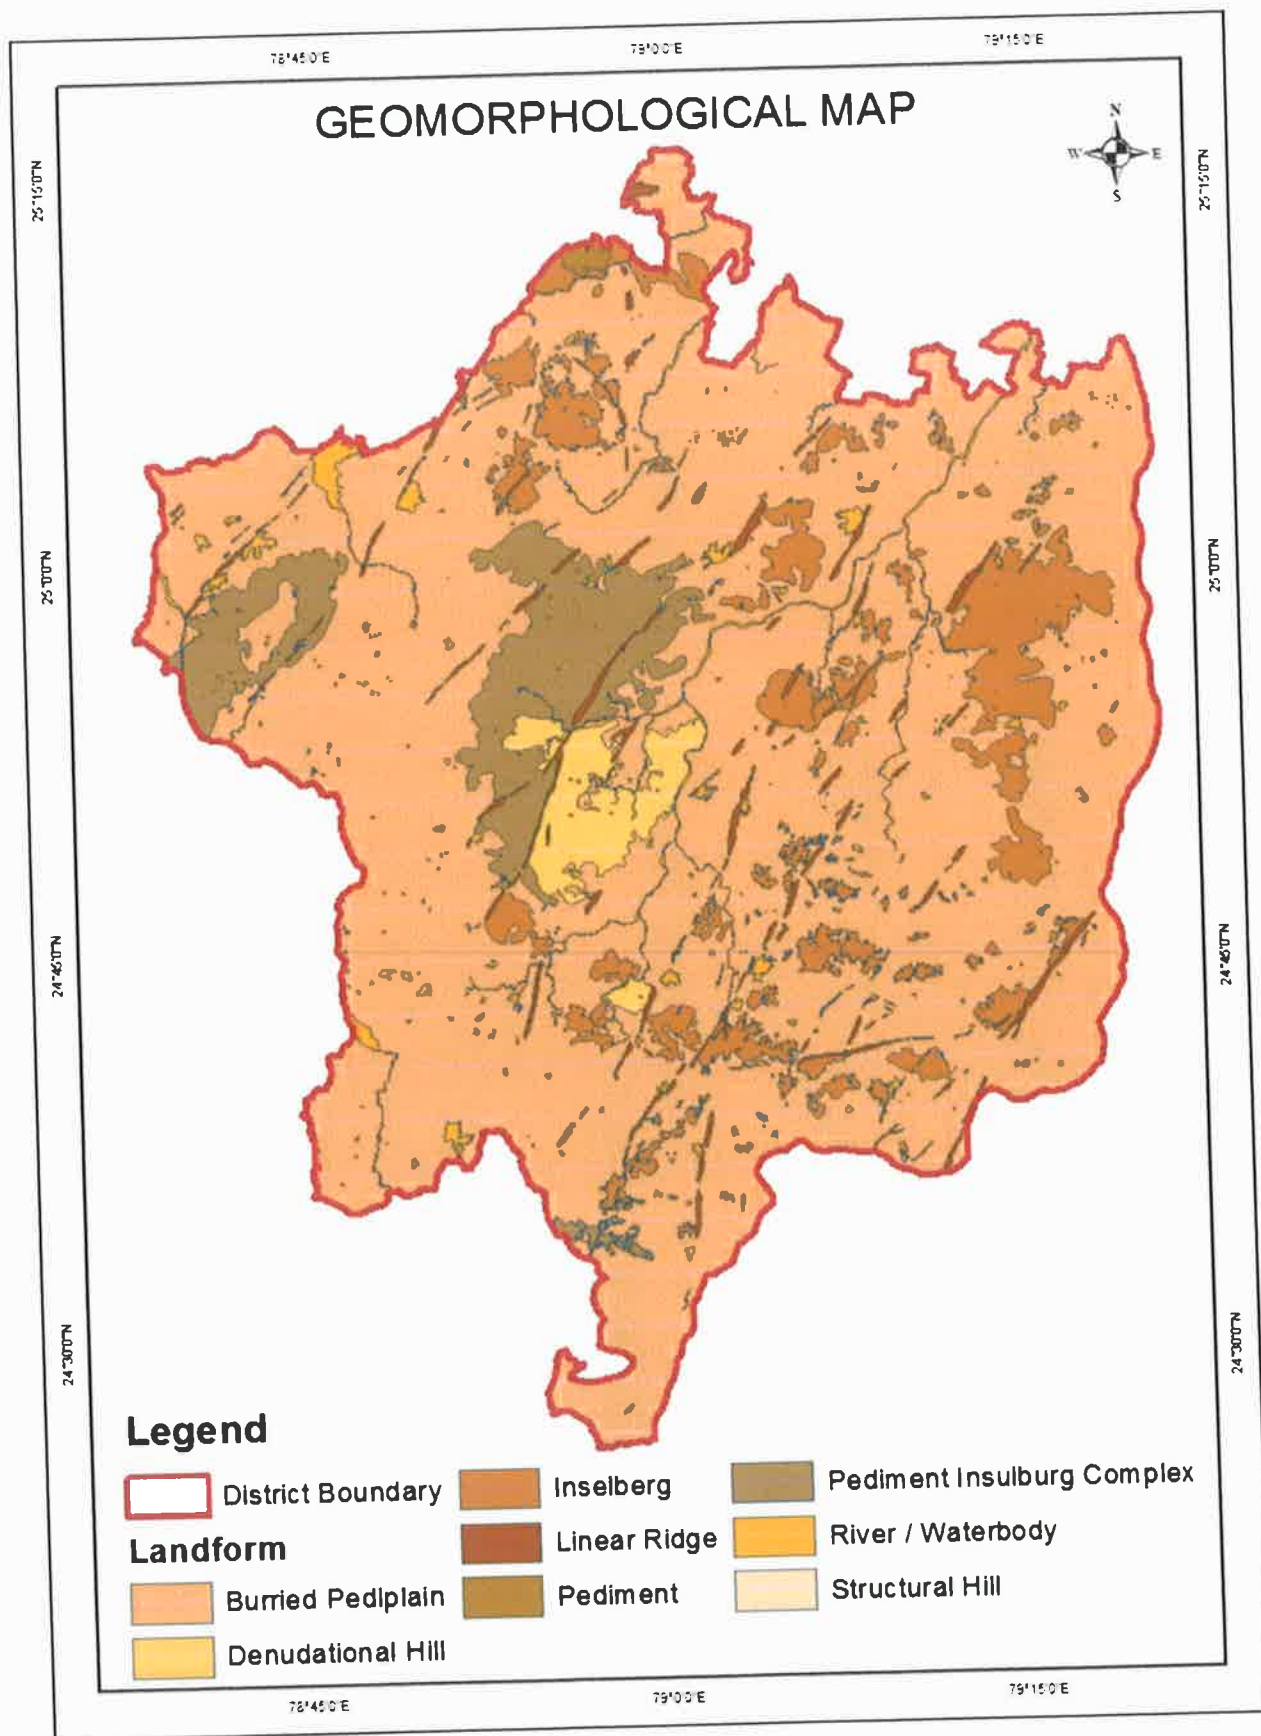 78°45'0"E 79°0'0"E 79°15'0"E
GEOMORPHOLOGICAL MAP
N
W E
S
25°15'0"N 25°15'0"N
25°0'0"N 25°0'0"N
24°45'0"N 24°45'0"N
24°30'0"N 24°30'0"N
Legend
District Boundary
Landform
Burried Pediplain
Denudational Hill
Inselberg
Linear Ridge
Pediment
Pediment Insulburg Complex
River / Waterbody
Structural Hill
78°45'0"E 79°0'0"E 79°15'0"E